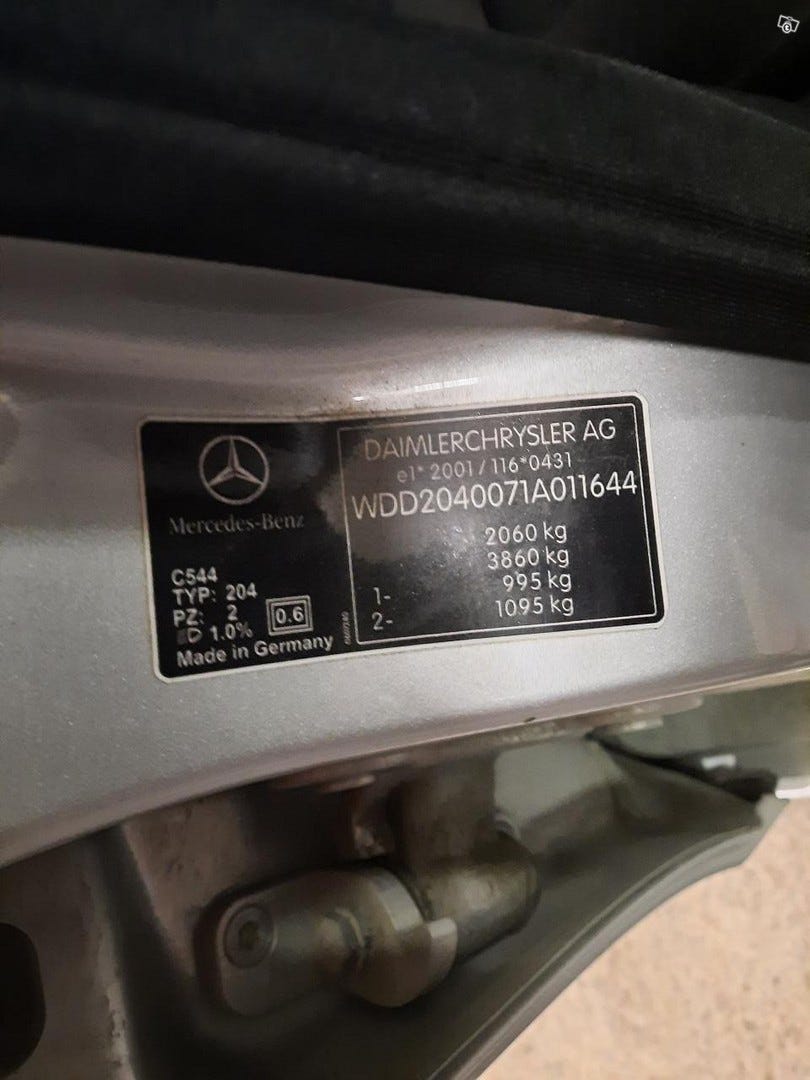 Mercedes-Benz
C544
TYP: 204
PZ: 2
1.0%
0.6
Made in Germany
DAIMLERCHRYSLER AG
e1* 2001/116*0431
WDD2040071A011644
2060 kg
3860 kg
1- 995 kg
2- 1095 kg